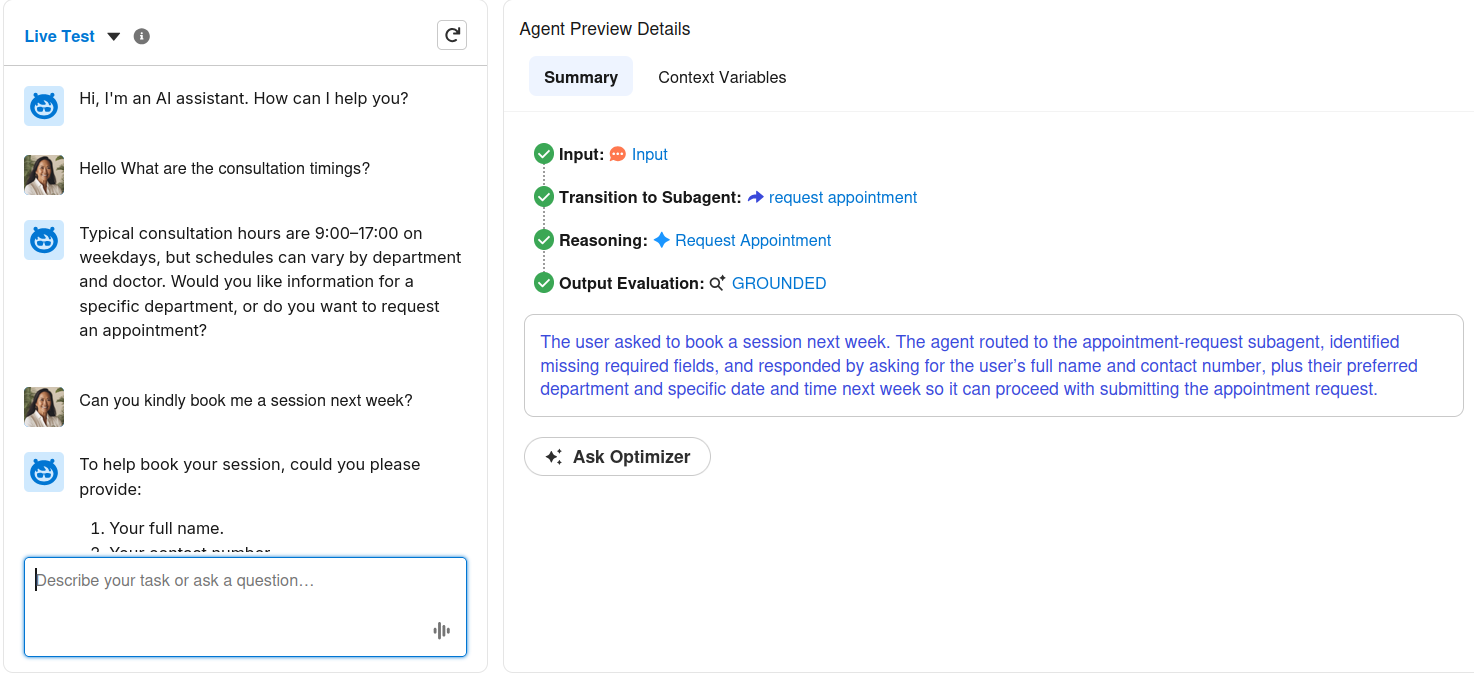 Live Test
Hi, I'm an AI assistant. How can I help you?
Hello What are the consultation timings?
Typical consultation hours are 9:00–17:00 on
weekdays, but schedules can vary by department
and doctor. Would you like information for a
specific department, or do you want to request
an appointment?
Can you kindly book me a session next week?
To help book your session, could you please
provide:
1. Your full name.
2. Your contact number
Describe your task or ask a question…
Agent Preview Details
Summary
Context Variables
Input: Input
Transition to Subagent: request appointment
Reasoning: Request Appointment
Output Evaluation: GROUNDED
The user asked to book a session next week. The agent routed to the appointment-request subagent, identified
missing required fields, and responded by asking for the user’s full name and contact number, plus their preferred
department and specific date and time next week so it can proceed with submitting the appointment request.
Ask Optimizer